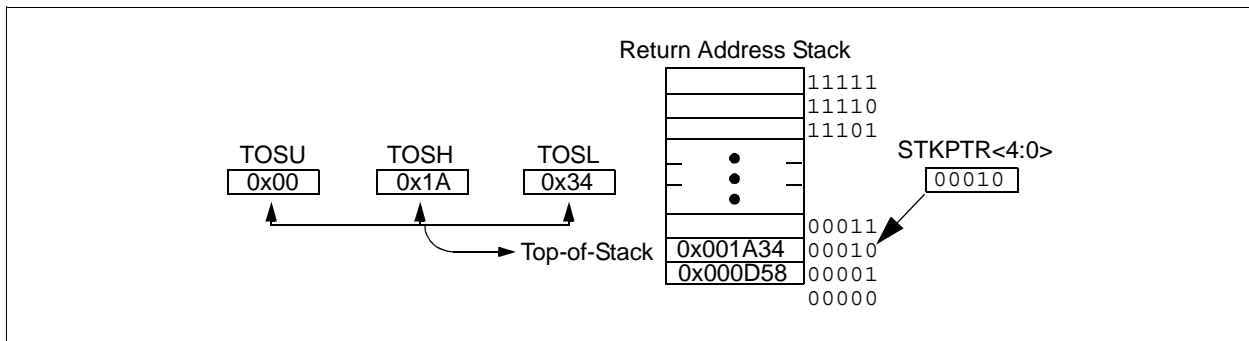 Return Address Stack
11111
11110
11101
TOSU TOSH TOSL STKPTR<4:0>
0x00 0x1A 0x34 00010
00011
Top-of-Stack 0x001A34 00010
0x000D58 00001
00000